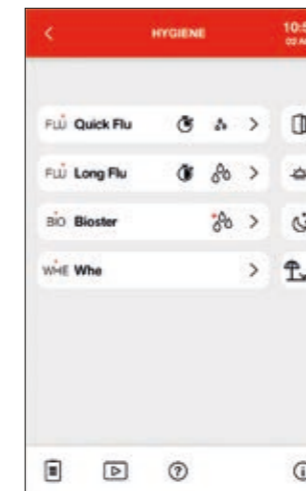 HYGIENE
FLU Quick Flu
FLU Long Flu
BIO Bioster
WHE Whe